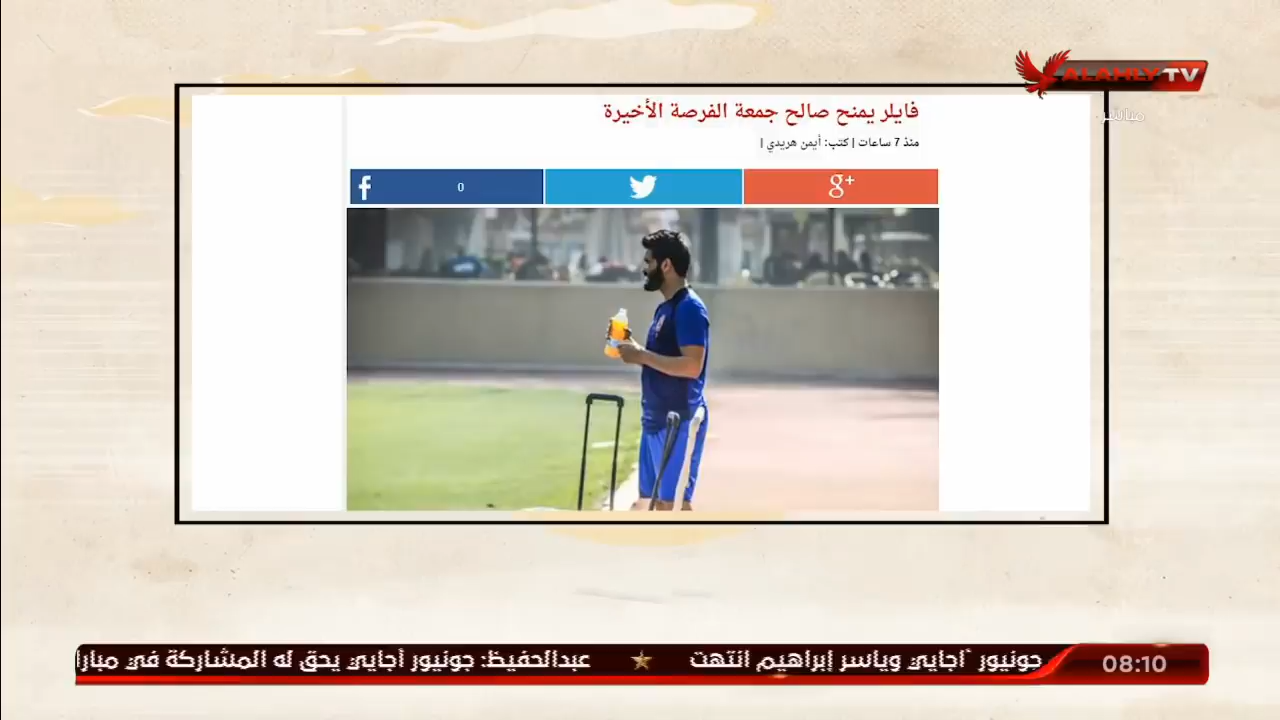 ALAHLY TV
مباشر
فايلر يمنح صالح جمعة الفرصة الأخيرة
منذ 7 ساعات | كتب: أيمن هريدي |
0
g+
جونيور أجايي وياسر إبراهيم انتهت ★ عبدالحفيظ: جونيور أجايي يحق له المشاركة في مبارا
08:10